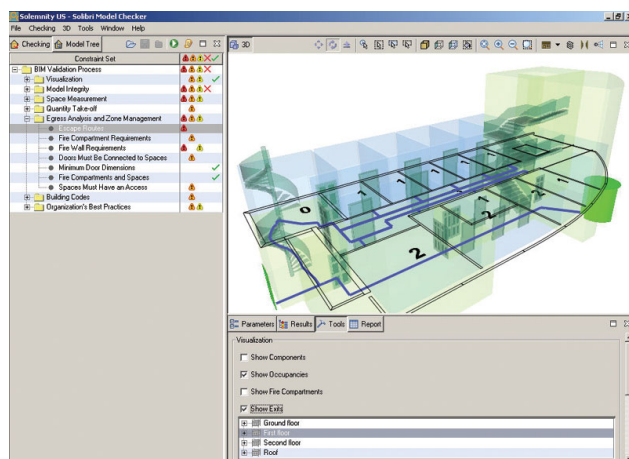 Solemnity US - Solibri Model Checker
File Checking 3D Tools Window Help
Checking Model Tree
3D
Constraint Set
BIM Validation Process
Visualization
Model Integrity
Space Measurement
Quantity Take-off
Egress Analysis and Zone Management
Escape Routes
Fire Compartment Requirements
Fire Wall Requirements
Doors Must Be Connected to Spaces
Minimum Door Dimensions
Fire Compartments and Spaces
Spaces Must Have an Access
Building Codes
Organization's Best Practices
0
1
1
1
1
1
2
2
2
1
Parameters Results Tools Report
Visualization
Show Components
Show Occupancies
Show Fire Compartments
Show Exits
Ground floor
First floor
Second floor
Roof